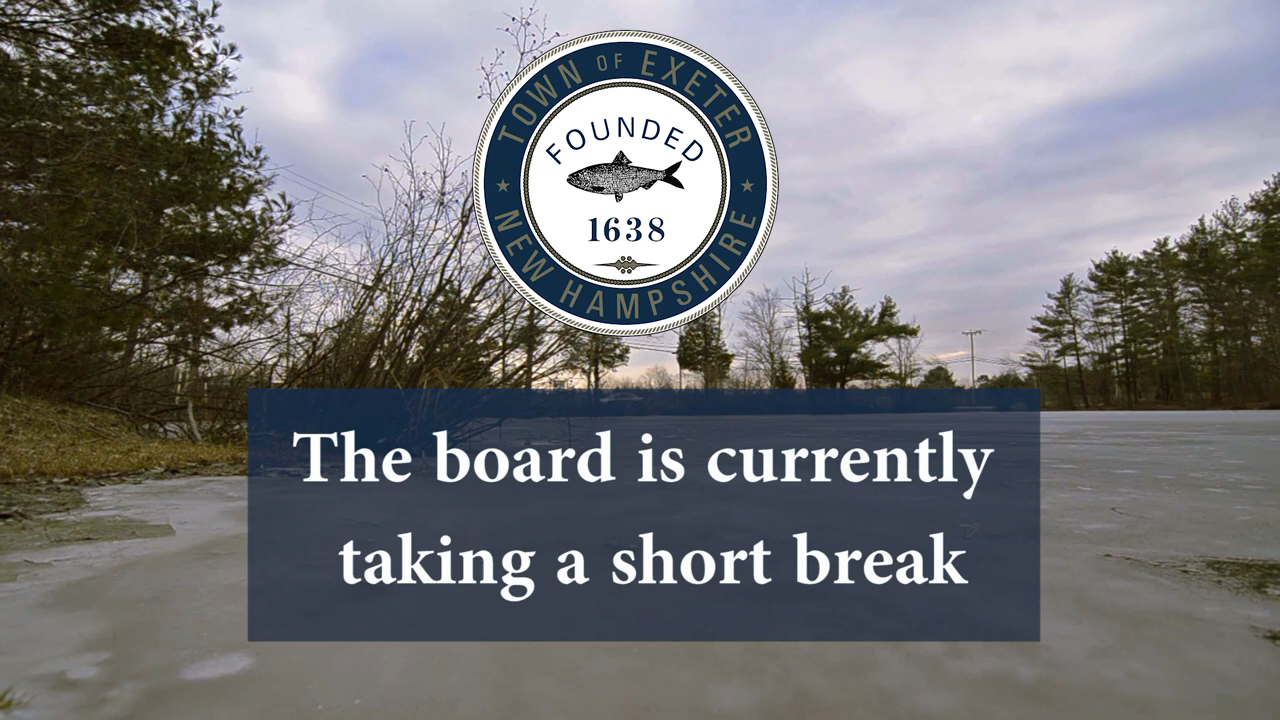 TOWN OF EXETER
FOUNDED
1638
NEW HAMPSHIRE
The board is currently
taking a short break